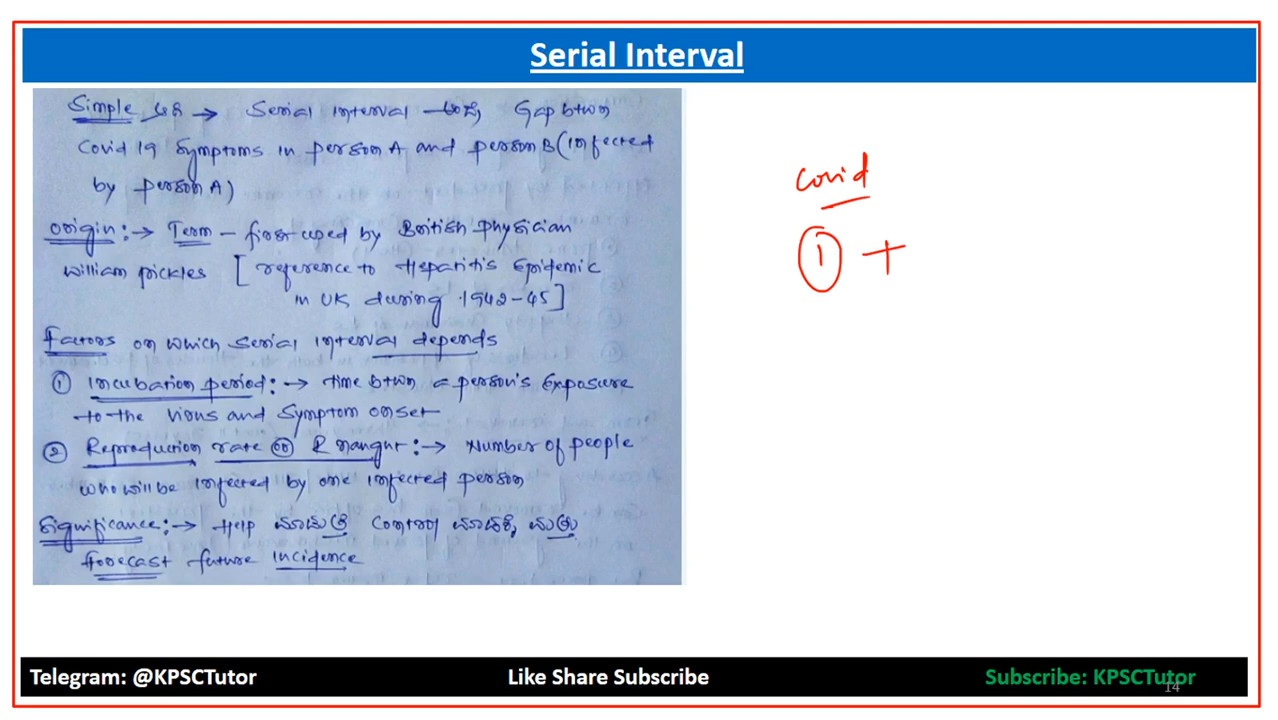 Serial Interval
Simple ಆಗಿ → Serial Interval ಅಂದ್ರೆ Gap btwn
Covid 19 Symptoms in person A and person B (infected
by person A)
origin :→ Term – first used by British Physician
William pickles [ reference to Hepatitis Epidemic
in UK during 1942-45 ]
Factors on which Serial interval depends
① Incubation period :→ Time btwn a person's Exposure
to the virus and Symptom onset
② Reproduction rate or R naught :→ Number of people
who will be infected by one infected person
Significance :→ Help ಮಾಡುತ್ತೆ Control ಮಾಡಕ್ಕೆ ಮತ್ತು
forecast future incidence
covid
① +
Telegram: @KPSCTutor
Like Share Subscribe
Subscribe: KPSCTutor
14